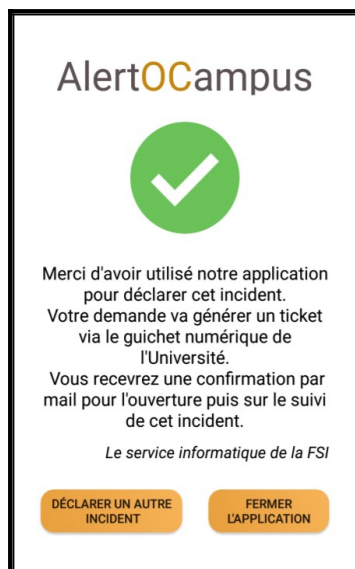 AlertOCampus
Merci d'avoir utilisé notre application
pour déclarer cet incident.
Votre demande va générer un ticket
via le guichet numérique de
l'Université.
Vous recevrez une confirmation par
mail pour l'ouverture puis sur le suivi
de cet incident.
Le service informatique de la FSI
DÉCLARER UN AUTRE
INCIDENT
FERMER
L'APPLICATION